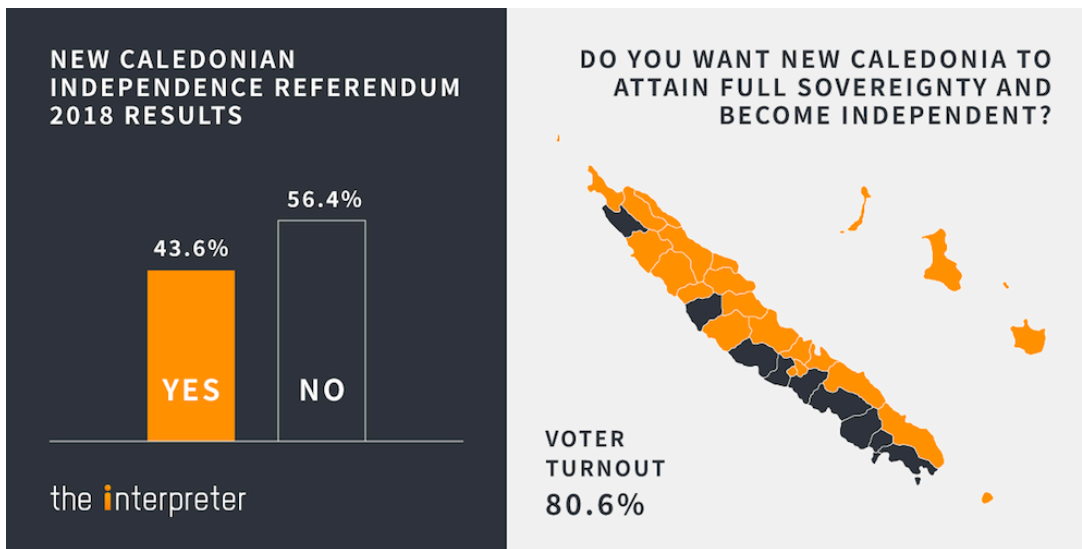 NEW CALEDONIAN
INDEPENDENCE REFERENDUM
2018 RESULTS
43.6%
56.4%
YES
NO
the interpreter
DO YOU WANT NEW CALEDONIA TO
ATTAIN FULL SOVEREIGNTY AND
BECOME INDEPENDENT?
VOTER
TURNOUT
80.6%